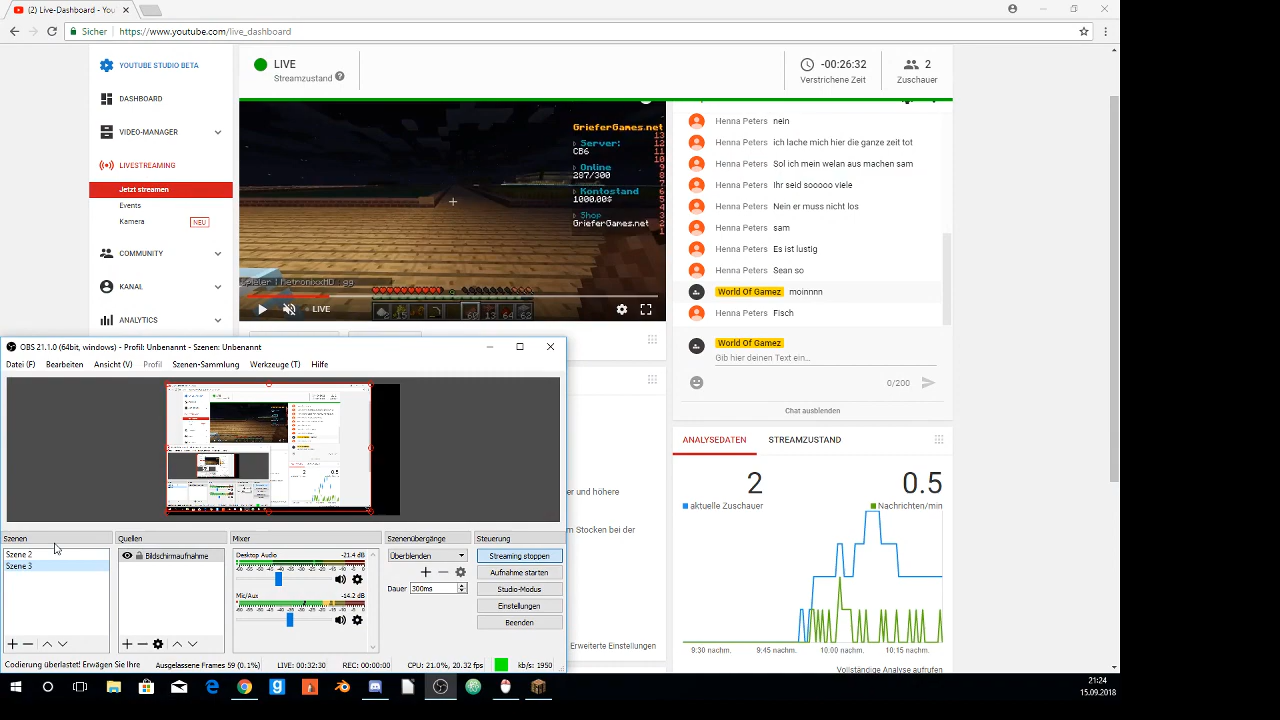 Live-Dashboard - You
Sicher
https://www.youtube.com/live_dashboard
YOUTUBE STUDIO BETA
DASHBOARD
VIDEO-MANAGER
LIVESTREAMING
Jetzt streamen
Events
Kamera
NEU
COMMUNITY
KANAL
ANALYTICS
LIVE
Streamzustand
-00:26:32
Verstrichene Zeit
2
Zuschauer
GrieferGames.net
Server:
CB6
Online
287/300
Kontostand
1000.00$
Shop
GrieferGames.net
LIVE
Henna Peters nein
Henna Peters ich lache mich hier die ganze zeit tot
Henna Peters Sol ich mein welan aus machen sam
Henna Peters Ihr seid sooooo viele
Henna Peters Nein er muss nicht los
Henna Peters sam
Henna Peters Es ist lustig
Henna Peters Sean so
World Of Gamez moinnnn
Henna Peters Fisch
World Of Gamez
Gib hier deinen Text ein...
0/200
Chat ausblenden
ANALYSEDATEN
STREAMZUSTAND
2
aktuelle Zuschauer
0.5
Nachrichten/min
9:30 nachm.
9.45 nachm.
10.00 nachm.
10:15 nachm.
Vollständige Analyse aufrufen
er und höhere
m Stocken bei der
Erweiterte Einstellungen
OBS 21.1.0 (64bit, windows) - Profil: Unbenannt - Szenen: Unbenannt
Datei (F)
Bearbeiten
Ansicht (V)
Profil
Szenen-Sammlung
Werkzeuge (T)
Hilfe
Szenen
Szene 2
Szene 3
Quellen
Bildschirmaufnahme
Mixer
Desktop Audio
-21.4 dB
Mic/Aux
-14.2 dB
Szenenübergänge
Überblenden
Dauer
300ms
Steuerung
Streaming stoppen
Aufnahme starten
Studio-Modus
Einstellungen
Beenden
Codierung überlastet! Erwägen Sie Ihre
Ausgelassene Frames 59 (0.1%)
LIVE: 00:32:30
REC: 00:00:00
CPU: 21.0%, 20.32 fps
kb/s: 1950
21:24
15.09.2018